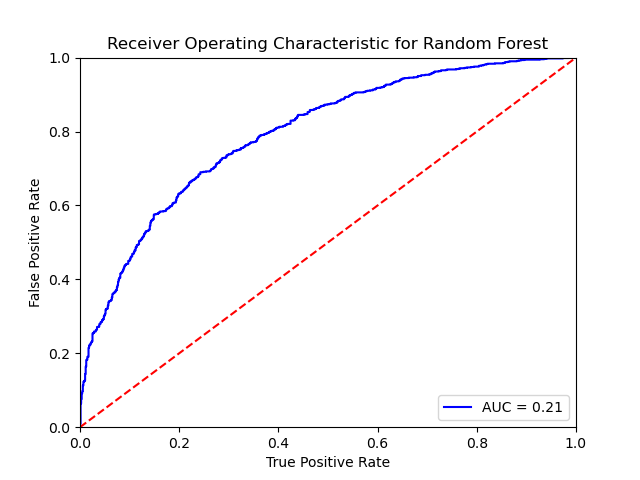 Receiver Operating Characteristic for Random Forest
1.0
0.8
0.6
0.4
0.2
0.0
False Positive Rate
AUC = 0.21
0.0 0.2 0.4 0.6 0.8 1.0
True Positive Rate